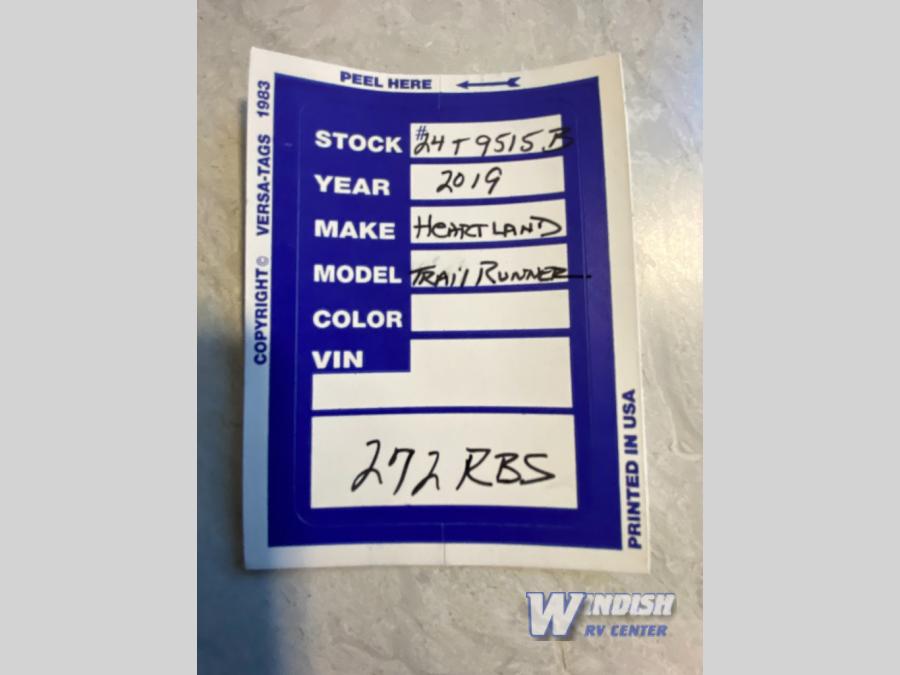 PEEL HERE
COPYRIGHT© VERSA-TAGS 1983
STOCK #24T9515.B
YEAR 2019
MAKE HEARTLAND
MODEL TRAIL RUNNER
COLOR
VIN
272 RBS
PRINTED IN USA
WINDISH
RV CENTER